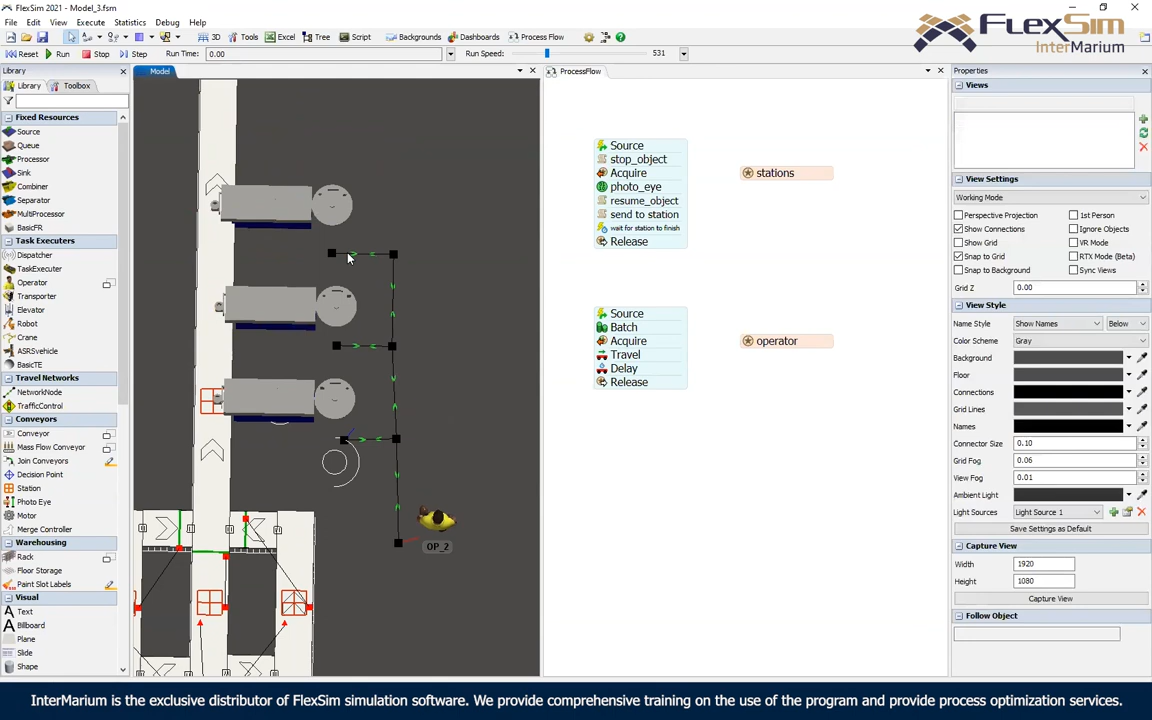 FlexSim 2021 - Model_3.fsm
File Edit View Execute Statistics Debug Help
3D Tools Excel Tree Script Backgrounds Dashboards Process Flow
Reset Run Stop Step Run Time: 0.00 Run Speed: 531
FLEXSIM
InterMarium
Library
Library Toolbox
Fixed Resources
Source
Queue
Processor
Sink
Combiner
Separator
MultiProcessor
BasicFR
Task Executers
Dispatcher
TaskExecuter
Operator
Transporter
Elevator
Robot
Crane
ASRSvehicle
BasicTE
Travel Networks
NetworkNode
TrafficControl
Conveyors
Conveyor
Mass Flow Conveyor
Join Conveyors
Decision Point
Station
Photo Eye
Motor
Merge Controller
Warehousing
Rack
Floor Storage
Paint Slot Labels
Visual
Text
Billboard
Plane
Slide
Shape
Model
OP_2
ProcessFlow
Source
stop_object
Acquire
photo_eye
resume_object
send to station
wait for station to finish
Release
stations
Source
Batch
Acquire
Travel
Delay
Release
operator
Properties
Views
View Settings
Working Mode
Perspective Projection 1st Person
Show Connections Ignore Objects
Show Grid VR Mode
Snap to Grid RTX Mode (Beta)
Snap to Background Sync Views
Grid Z 0.00
View Style
Name Style Show Names Below
Color Scheme Gray
Background
Floor
Connections
Grid Lines
Names
Connector Size 0.10
Grid Fog 0.06
View Fog 0.01
Ambient Light
Light Sources Light Source 1
Save Settings as Default
Capture View
Width 1920
Height 1080
Capture View
Follow Object
InterMarium is the exclusive distributor of FlexSim simulation software. We provide comprehensive training on the use of the program and provide process optimization services.